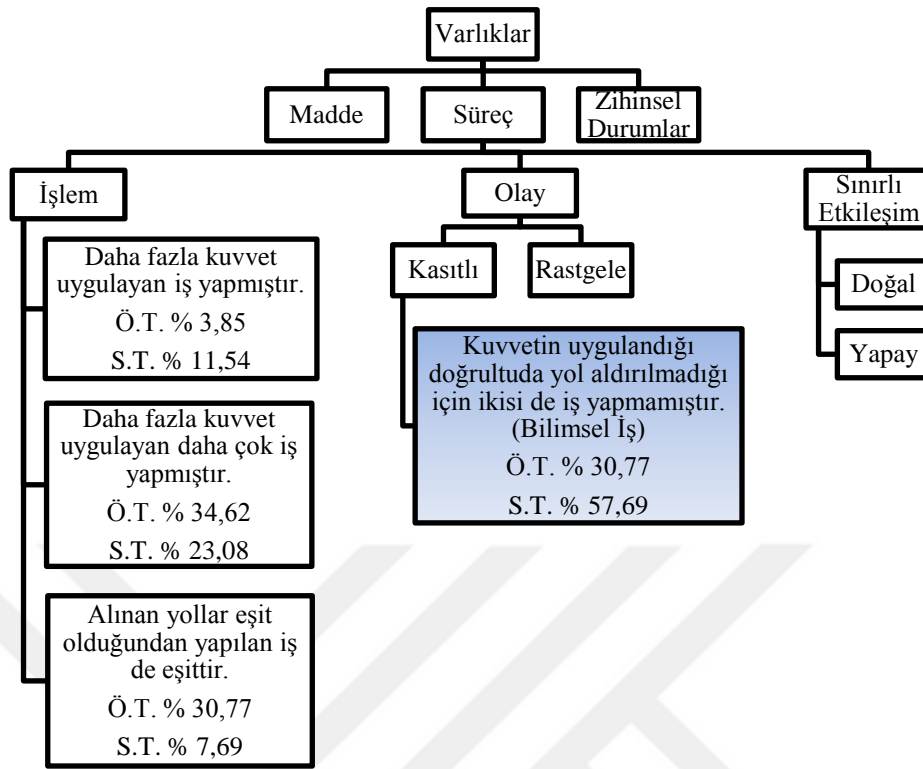 Varlıklar
Madde
Süreç
Zihinsel
Durumlar
İşlem
Olay
Sınırlı
Etkileşim
Daha fazla kuvvet
uygulayan iş yapmıştır.
Ö.T. % 3,85
S.T. % 11,54
Daha fazla kuvvet
uygulayan daha çok iş
yapmıştır.
Ö.T. % 34,62
S.T. % 23,08
Alınan yollar eşit
olduğundan yapılan iş
de eşittir.
Ö.T. % 30,77
S.T. % 7,69
Kasıtlı
Rastgele
Kuvvetin uygulandığı
doğrultuda yol aldırılmadığı
için ikisi de iş yapmamıştır.
(Bilimsel İş)
Ö.T. % 30,77
S.T. % 57,69
Doğal
Yapay